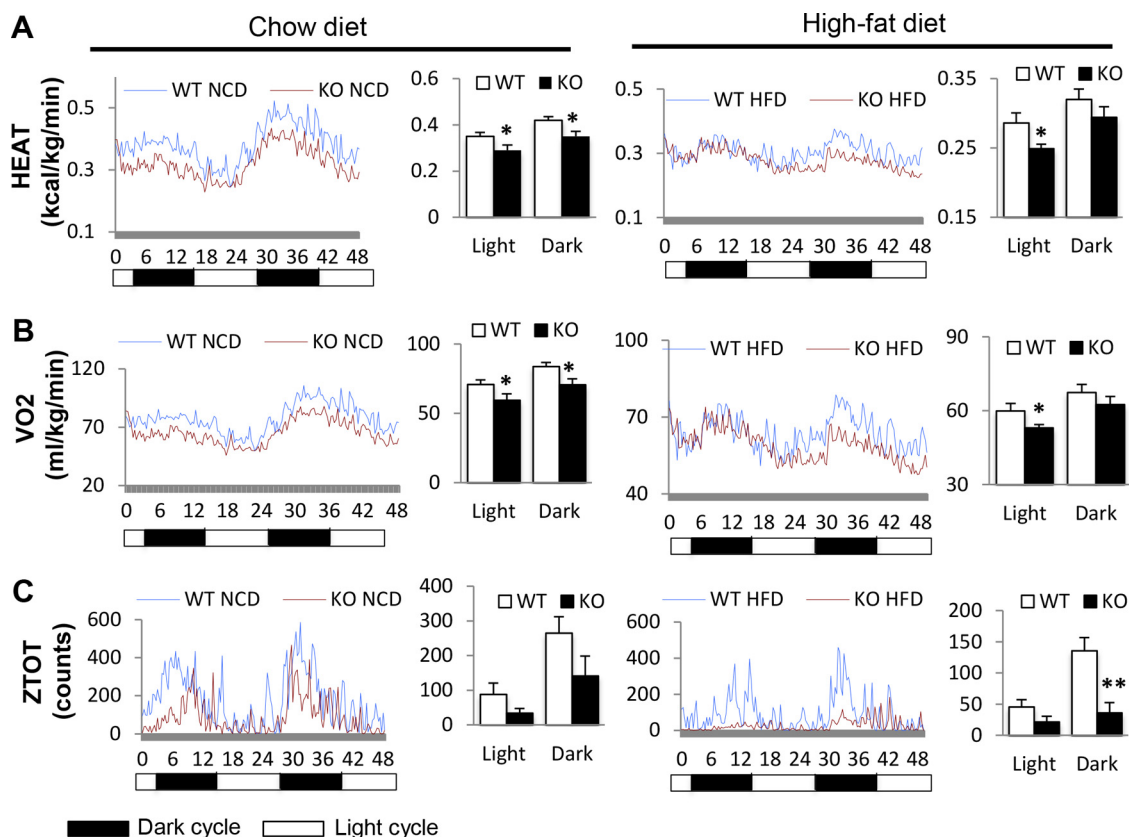 A
Chow diet
High-fat diet
HEAT
(kcal/kg/min)
WT NCD KO NCD
0.5
0.3
0.1
0 6 12 18 24 30 36 42 48
WT KO
0.6
0.4
0.2
0
* *
Light Dark
WT HFD KO HFD
0.5
0.3
0.1
0 6 12 18 24 30 36 42 48
WT KO
0.35
0.25
0.15
*
Light Dark
B
VO2
(ml/kg/min)
WT NCD KO NCD
120
70
20
0 6 12 18 24 30 36 42 48
WT KO
100
50
0
* *
Light Dark
WT HFD KO HFD
100
70
40
0 6 12 18 24 30 36 42 48
WT KO
90
60
30
*
Light Dark
C
ZTOT
(counts)
WT NCD KO NCD
600
400
200
0
0 6 12 18 24 30 36 42 48
WT KO
400
300
200
100
0
Light Dark
WT HFD KO HFD
600
400
200
0
0 6 12 18 24 30 36 42 48
WT KO
200
150
100
50
0
**
Light Dark
Dark cycle Light cycle